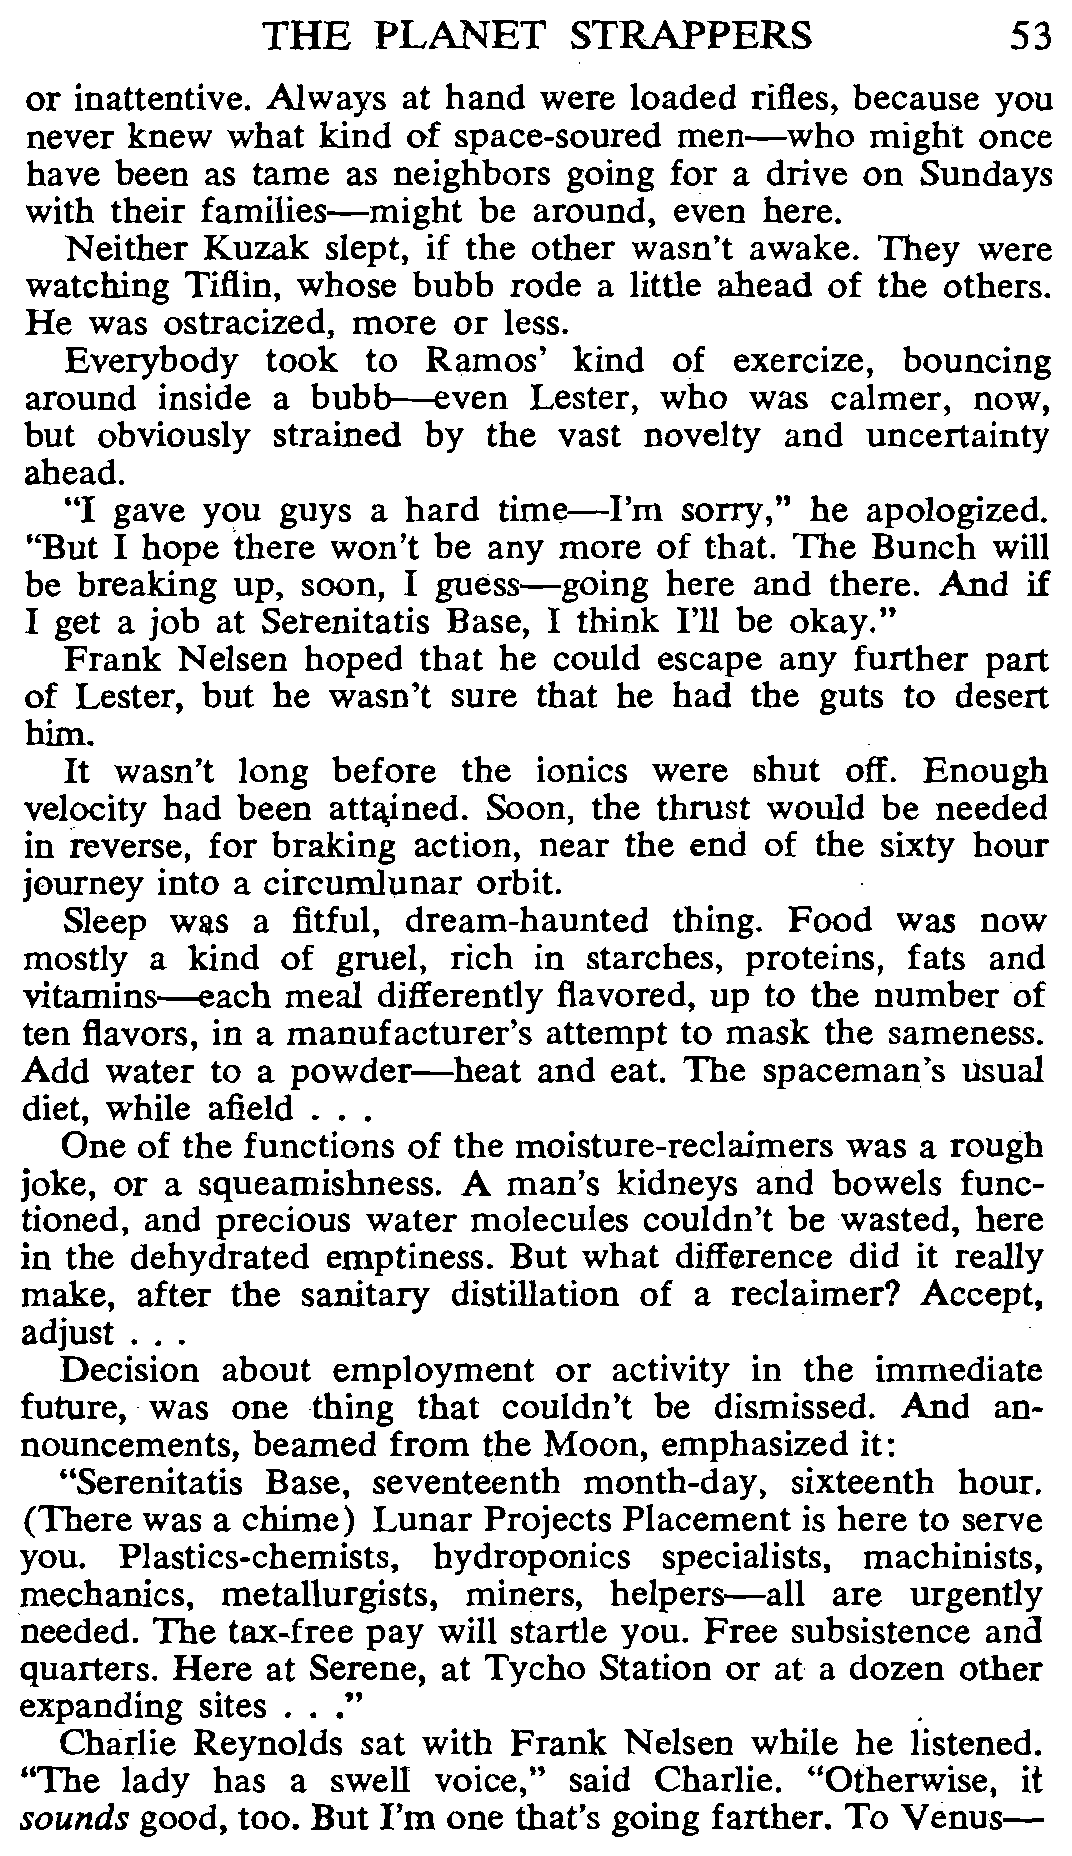 THE PLANET STRAPPERS 53
or inattentive. Always at hand were loaded rifles, because you
never knew what kind of space-soured men—who might once
have been as tame as neighbors going for a drive on Sundays
with their families—might be around, even here.
Neither Kuzak slept, if the other wasn't awake. They were
watching Tiflin, whose bubb rode a little ahead of the others.
He was ostracized, more or less.
Everybody took to Ramos' kind of exercize, bouncing
around inside a bubb—even Lester, who was calmer, now,
but obviously strained by the vast novelty and uncertainty
ahead.
"I gave you guys a hard time—I'm sorry," he apologized.
"But I hope there won't be any more of that. The Bunch will
be breaking up, soon, I guess—going here and there. And if
I get a job at Serenitatis Base, I think I'll be okay."
Frank Nelsen hoped that he could escape any further part
of Lester, but he wasn't sure that he had the guts to desert
him.
It wasn't long before the ionics were shut off. Enough
velocity had been attained. Soon, the thrust would be needed
in reverse, for braking action, near the end of the sixty hour
journey into a circumlunar orbit.
Sleep was a fitful, dream-haunted thing. Food was now
mostly a kind of gruel, rich in starches, proteins, fats and
vitamins—each meal differently flavored, up to the number of
ten flavors, in a manufacturer's attempt to mask the sameness.
Add water to a powder—heat and eat. The spaceman's usual
diet, while afield . . .
One of the functions of the moisture-reclaimers was a rough
joke, or a squeamishness. A man's kidneys and bowels func-
tioned, and precious water molecules couldn't be wasted, here
in the dehydrated emptiness. But what difference did it really
make, after the sanitary distillation of a reclaimer? Accept,
adjust . . .
Decision about employment or activity in the immediate
future, was one thing that couldn't be dismissed. And an-
nouncements, beamed from the Moon, emphasized it:
"Serenitatis Base, seventeenth month-day, sixteenth hour.
(There was a chime) Lunar Projects Placement is here to serve
you. Plastics-chemists, hydroponics specialists, machinists,
mechanics, metallurgists, miners, helpers—all are urgently
needed. The tax-free pay will startle you. Free subsistence and
quarters. Here at Serene, at Tycho Station or at a dozen other
expanding sites . . ."
Charlie Reynolds sat with Frank Nelsen while he listened.
"The lady has a swell voice," said Charlie. "Otherwise, it
sounds good, too. But I'm one that's going farther. To Venus—